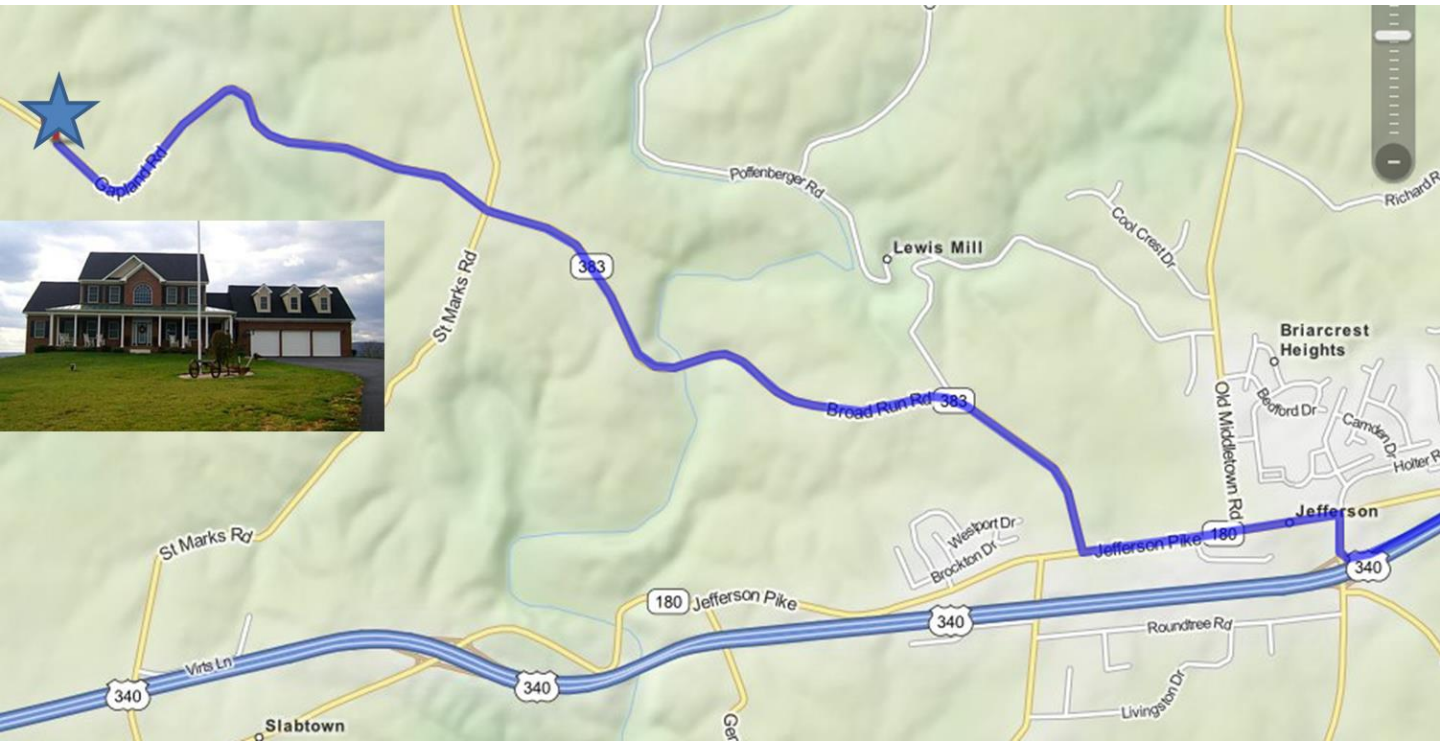 Gapland Rd
Poffenberger Rd
Richard R
Cool Crest Dr
Lewis Mill
383
St Marks Rd
Briarcrest
Heights
Broad Run Rd
383
Old Middletown Rd
Bedford Dr
Camden Dr
Holter R
Jefferson
Westport Dr
Brockton Dr
Jefferson Pike
180
St Marks Rd
340
180
Jefferson Pike
340
Roundtree Rd
Virts Ln
340
340
Livingston Dr
Slabtown
Ger